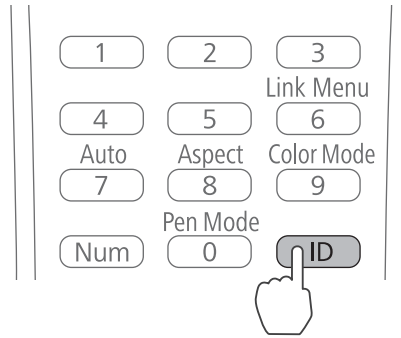 1 2 3
Link Menu
4 5 6
Auto Aspect Color Mode
7 8 9
Pen Mode
Num 0 ID